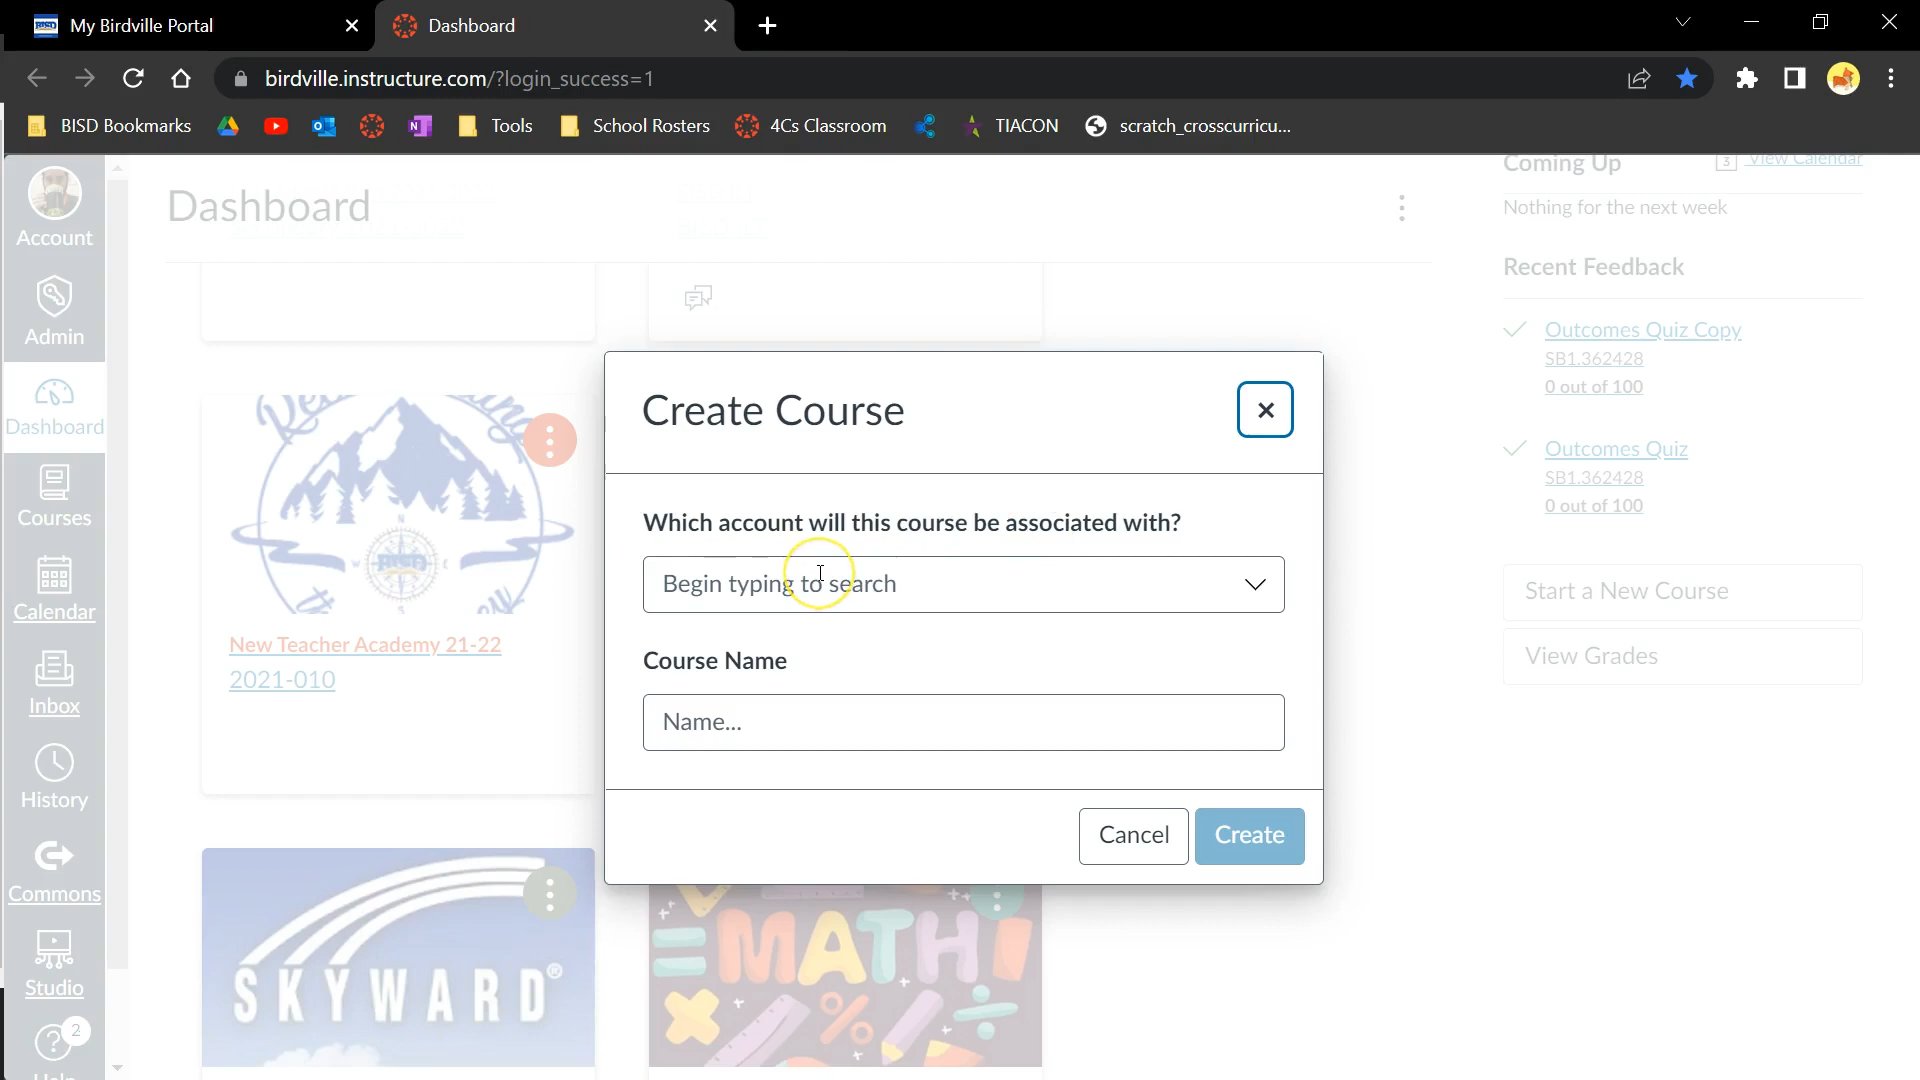 My Birdville Portal
Dashboard
birdville.instructure.com/?login_success=1
BISD Bookmarks
Tools
School Rosters
4Cs Classroom
TIACON
scratch_crosscurricu...
Account
Admin
Dashboard
Courses
Calendar
Inbox
History
Commons
Studio
2
Help
Dashboard
BISD
New Teacher Academy 21-22
2021-010
SKYWARD®
MATH
Create Course
Which account will this course be associated with?
Begin typing to search
Course Name
Name...
Cancel
Create
Coming Up
3 View Calendar
Nothing for the next week
Recent Feedback
Outcomes Quiz Copy
SB1.362428
0 out of 100
Outcomes Quiz
SB1.362428
0 out of 100
Start a New Course
View Grades